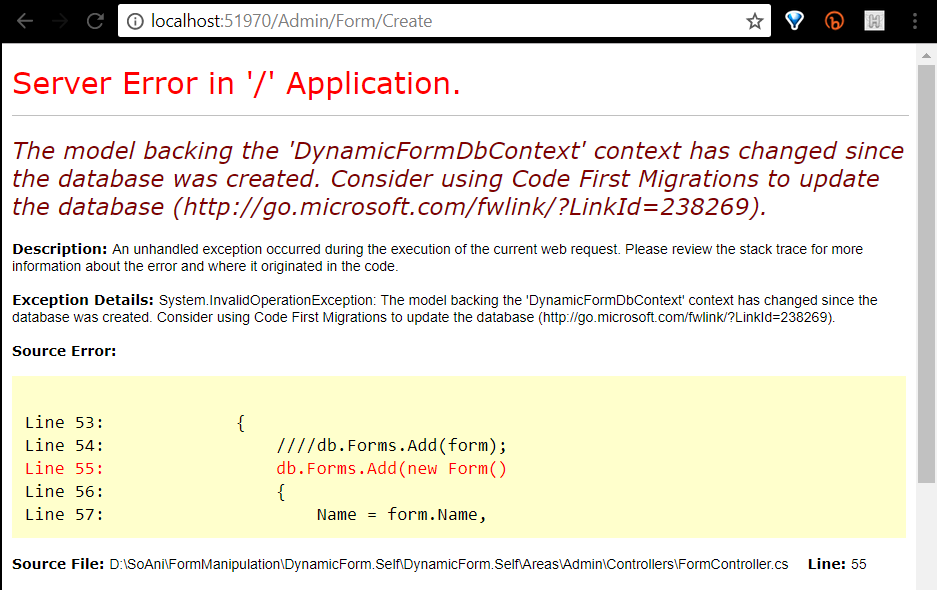 localhost:51970/Admin/Form/Create
Server Error in '/' Application.
The model backing the 'DynamicFormDbContext' context has changed since
the database was created. Consider using Code First Migrations to update
the database (http://go.microsoft.com/fwlink/?LinkId=238269).
Description: An unhandled exception occurred during the execution of the current web request. Please review the stack trace for more
information about the error and where it originated in the code.
Exception Details: System.InvalidOperationException: The model backing the 'DynamicFormDbContext' context has changed since the
database was created. Consider using Code First Migrations to update the database (http://go.microsoft.com/fwlink/?LinkId=238269).
Source Error:
Line 53:             {
Line 54:                 ////db.Forms.Add(form);
Line 55:                 db.Forms.Add(new Form()
Line 56:                 {
Line 57:                     Name = form.Name,
Source File: D:\SoAni\FormManipulation\DynamicForm.Self\DynamicForm.Self\Areas\Admin\Controllers\FormController.cs    Line: 55